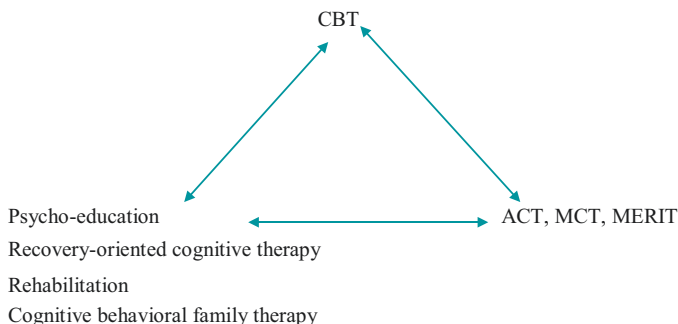 CBT
Psycho-education
ACT, MCT, MERIT
Recovery-oriented cognitive therapy
Rehabilitation
Cognitive behavioral family therapy